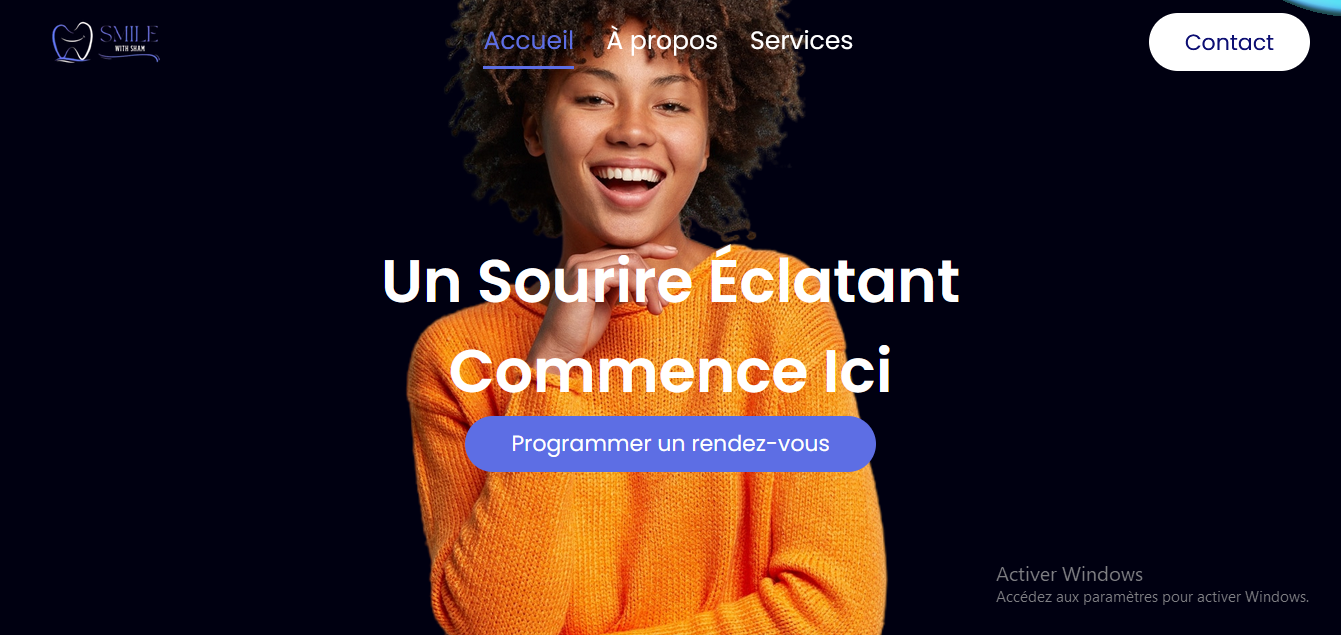 SMILE
WITH SHAM
Accueil À propos Services
Contact
Un Sourire Éclatant
Commence Ici
Programmer un rendez-vous
Activer Windows
Accédez aux paramètres pour activer Windows.